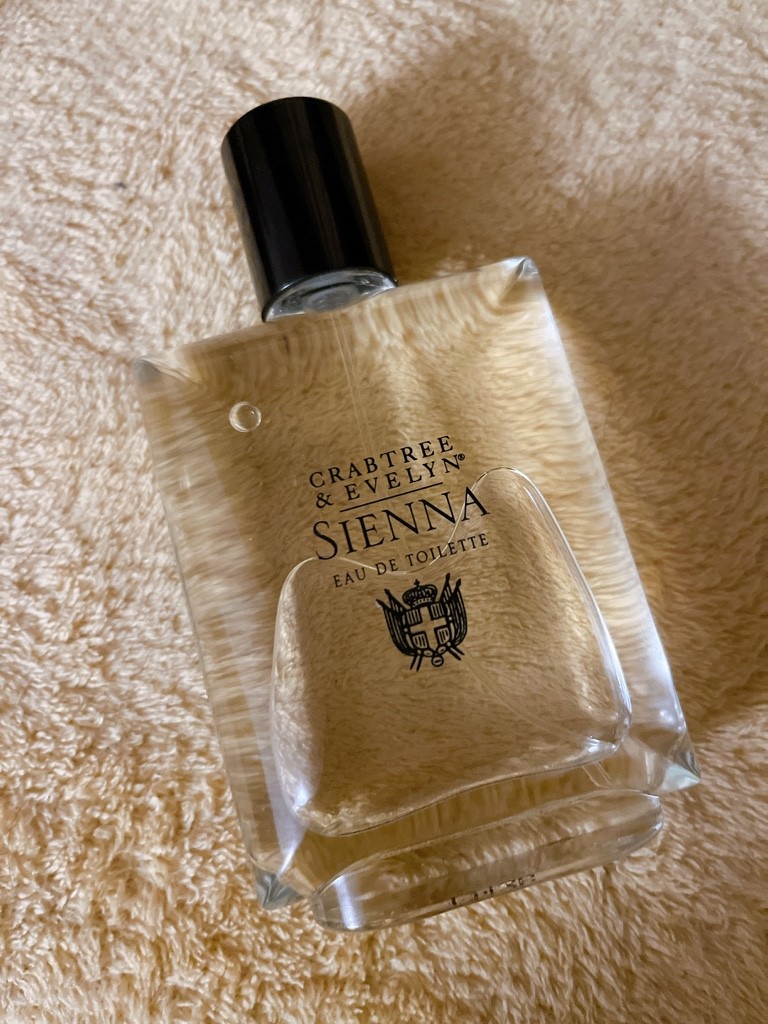 CRABTREE
& EVELYN®
SIENNA
EAU DE TOILETTE